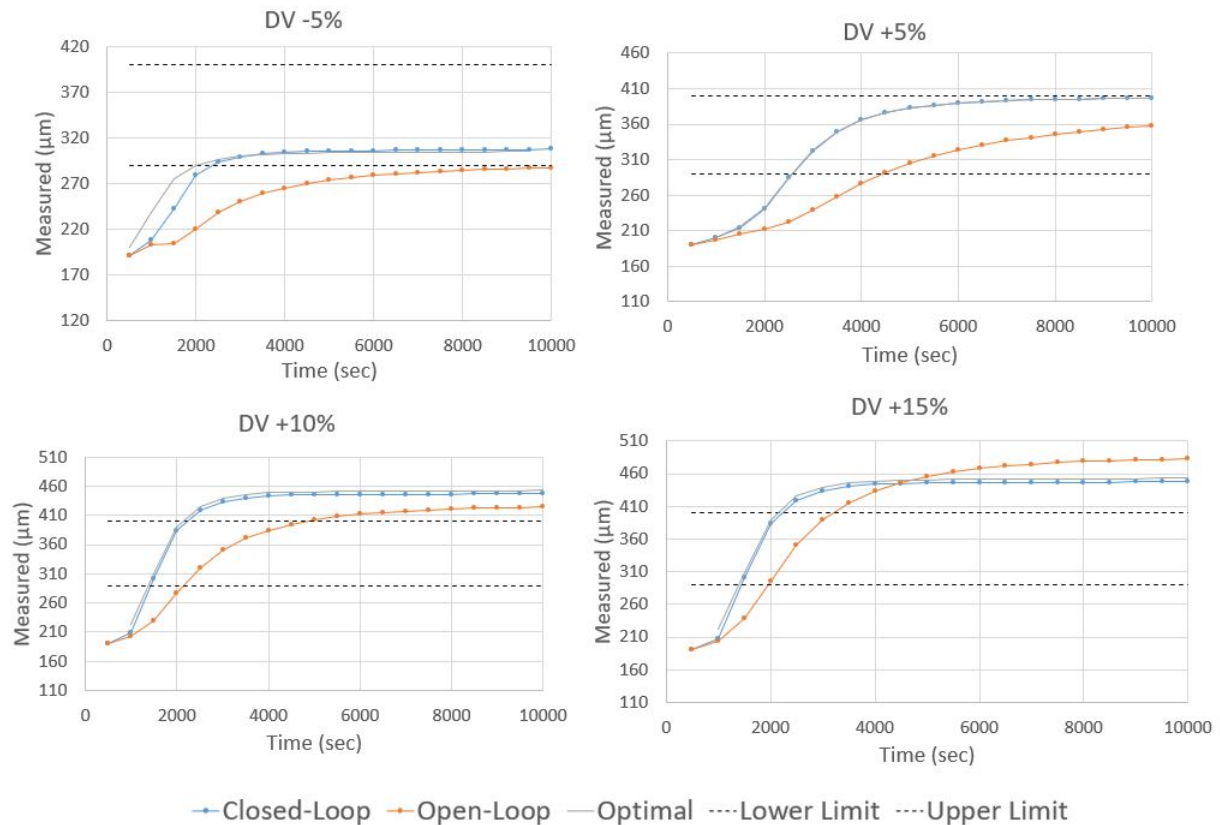 DV -5%
420
370
320
270
220
170
120
Measured (µm)
0 2000 4000 6000 8000 10000
Time (sec)
DV +5%
460
410
360
310
260
210
160
110
Measured (µm)
0 2000 4000 6000 8000 10000
Time (sec)
DV +10%
510
460
410
360
310
260
210
160
110
Measured (µm)
0 2000 4000 6000 8000 10000
Time (sec)
DV +15%
510
460
410
360
310
260
210
160
110
Measured (µm)
0 2000 4000 6000 8000 10000
Time (sec)
Closed-Loop Open-Loop Optimal Lower Limit Upper Limit